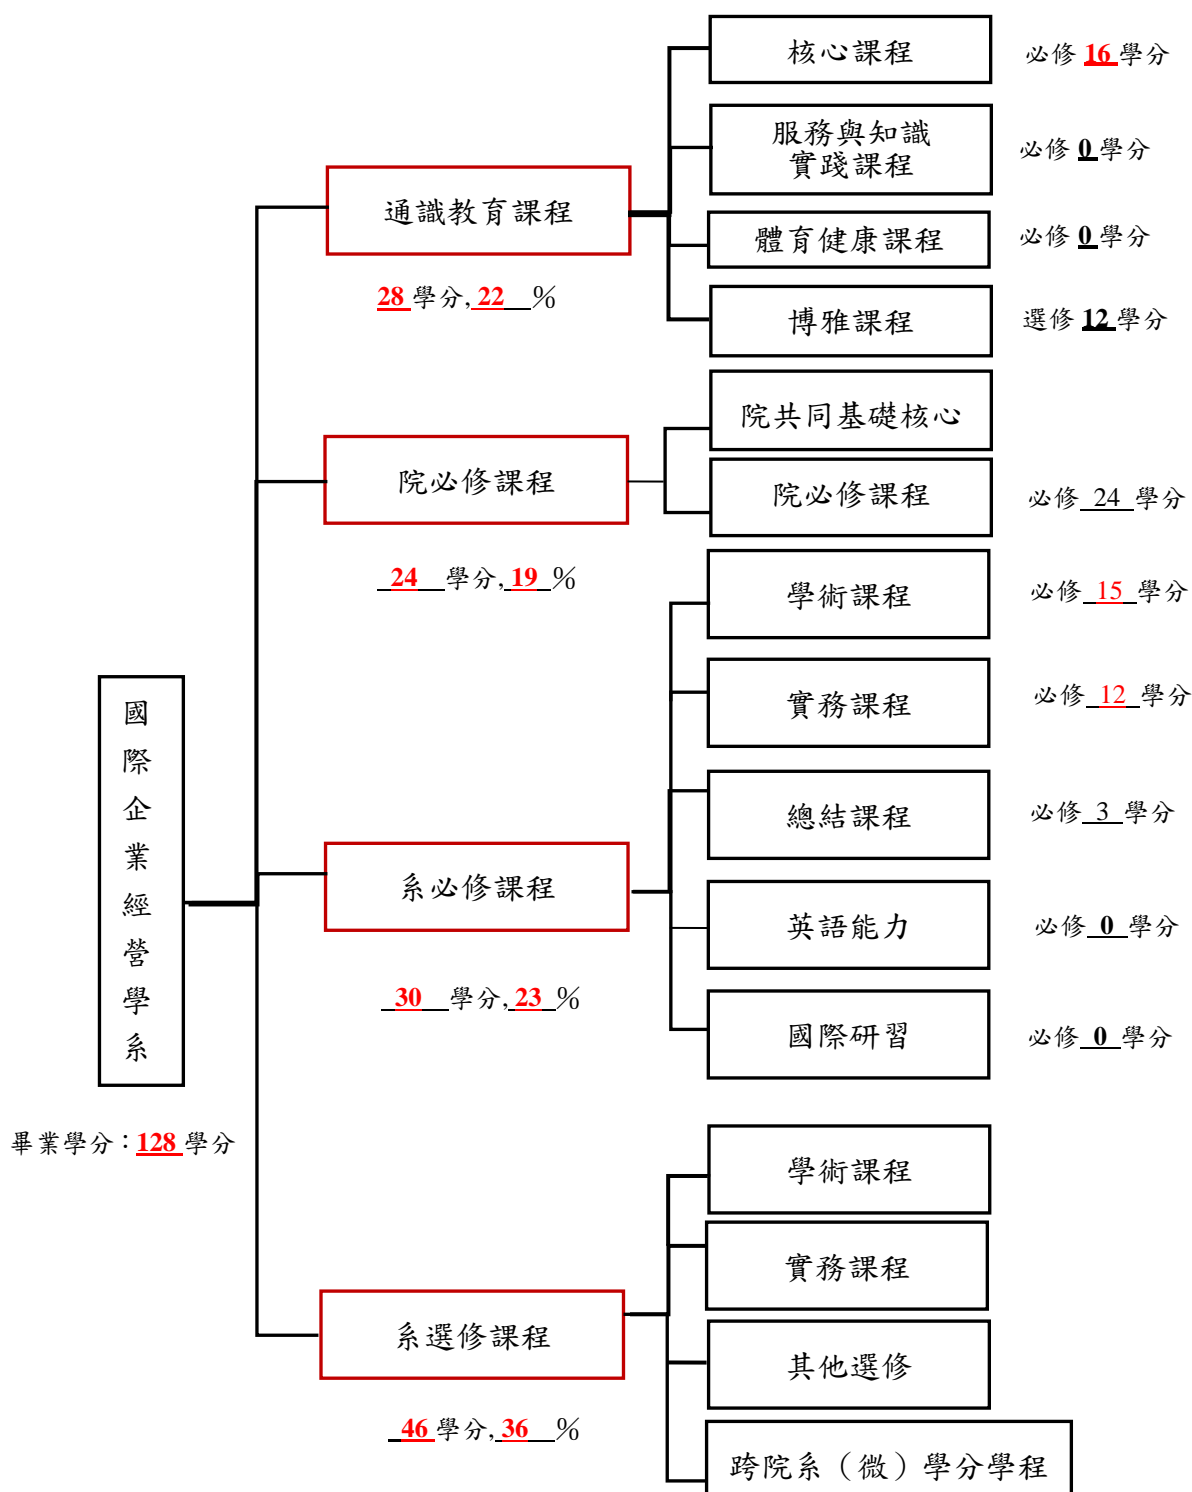 核心課程
必修 16 學分
服務與知識
實踐課程
必修 0 學分
通識教育課程
體育健康課程
必修 0 學分
28 學分, 22 %
博雅課程
選修 12 學分
院共同基礎核心
院必修課程
院必修課程
必修 24 學分
24 學分, 19 %
學術課程
必修 15 學分
實務課程
必修 12 學分
國際企業經營學系
總結課程
必修 3 學分
系必修課程
英語能力
必修 0 學分
30 學分, 23 %
國際研習
必修 0 學分
畢業學分：128 學分
學術課程
實務課程
系選修課程
其他選修
46 學分, 36 %
跨院系（微）學分學程